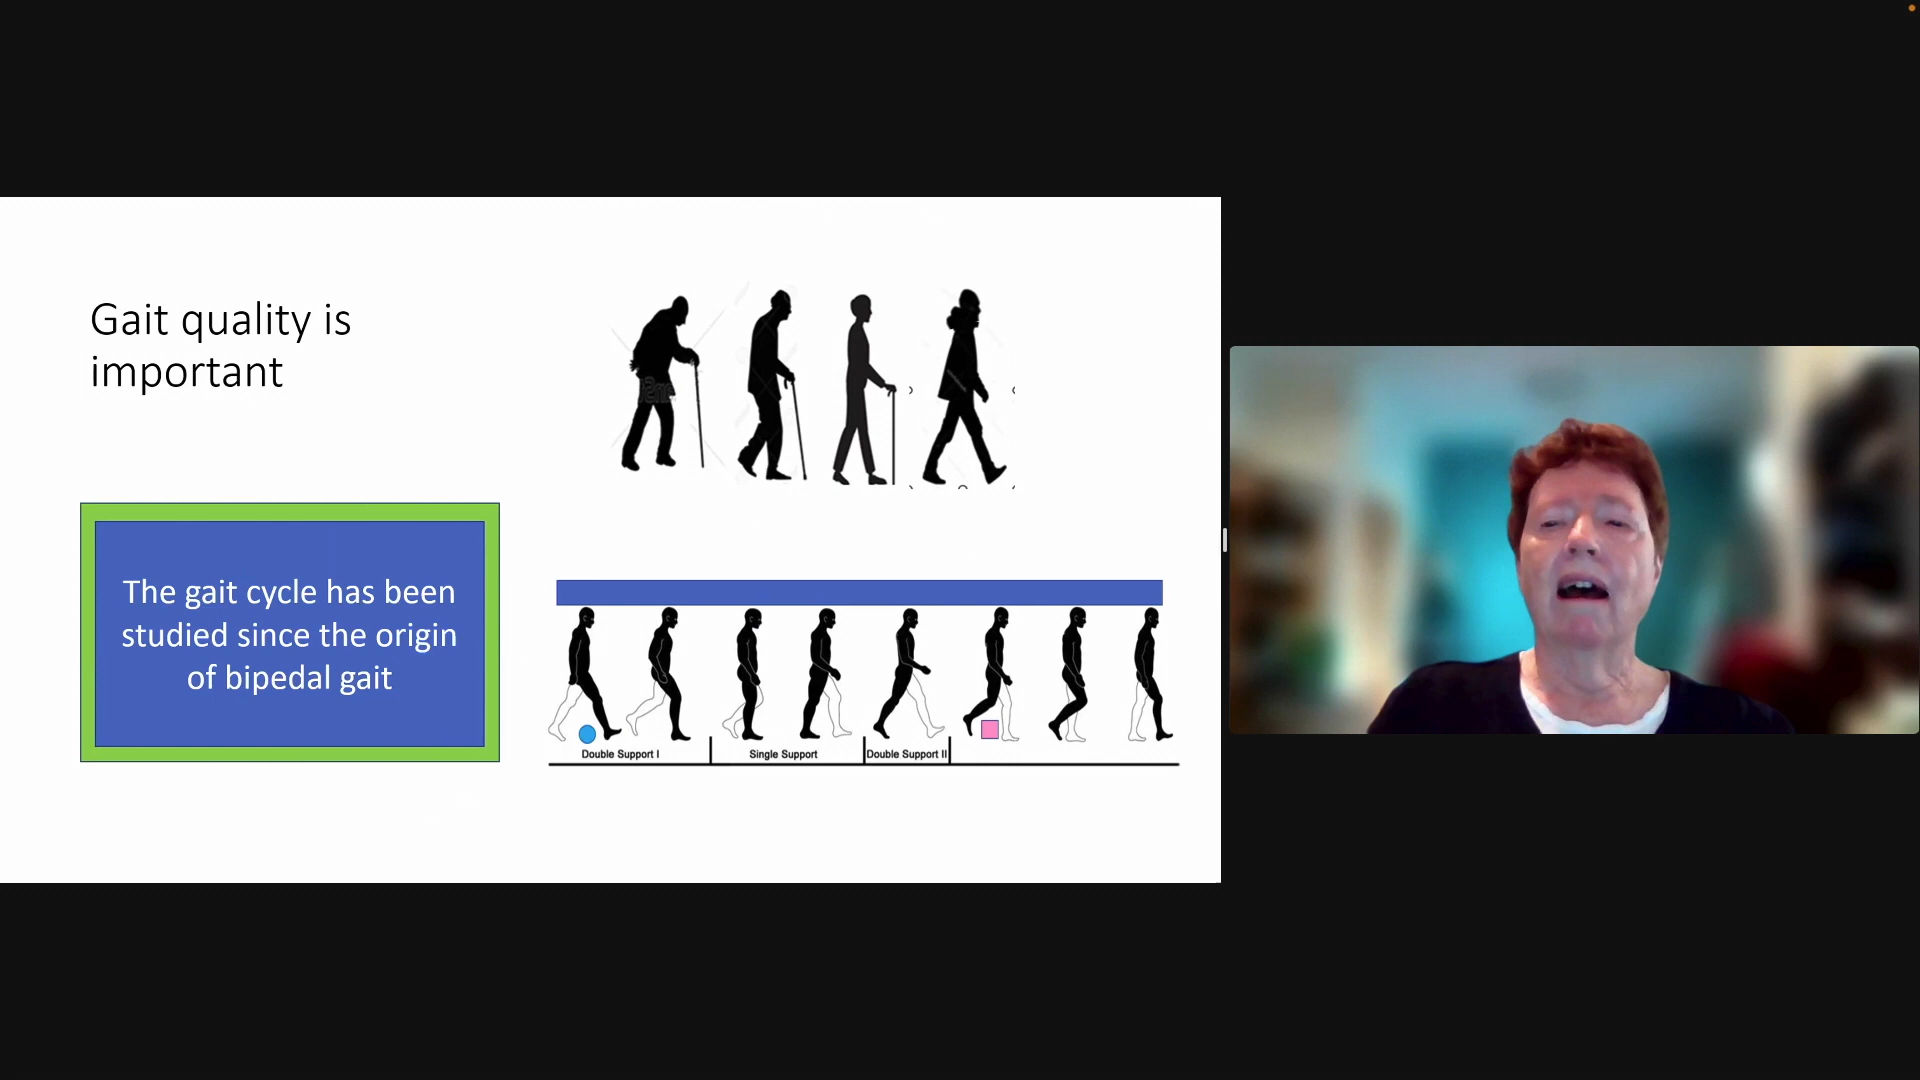 Gait quality is
important
The gait cycle has been
studied since the origin
of bipedal gait
Double Support I
Single Support
Double Support II